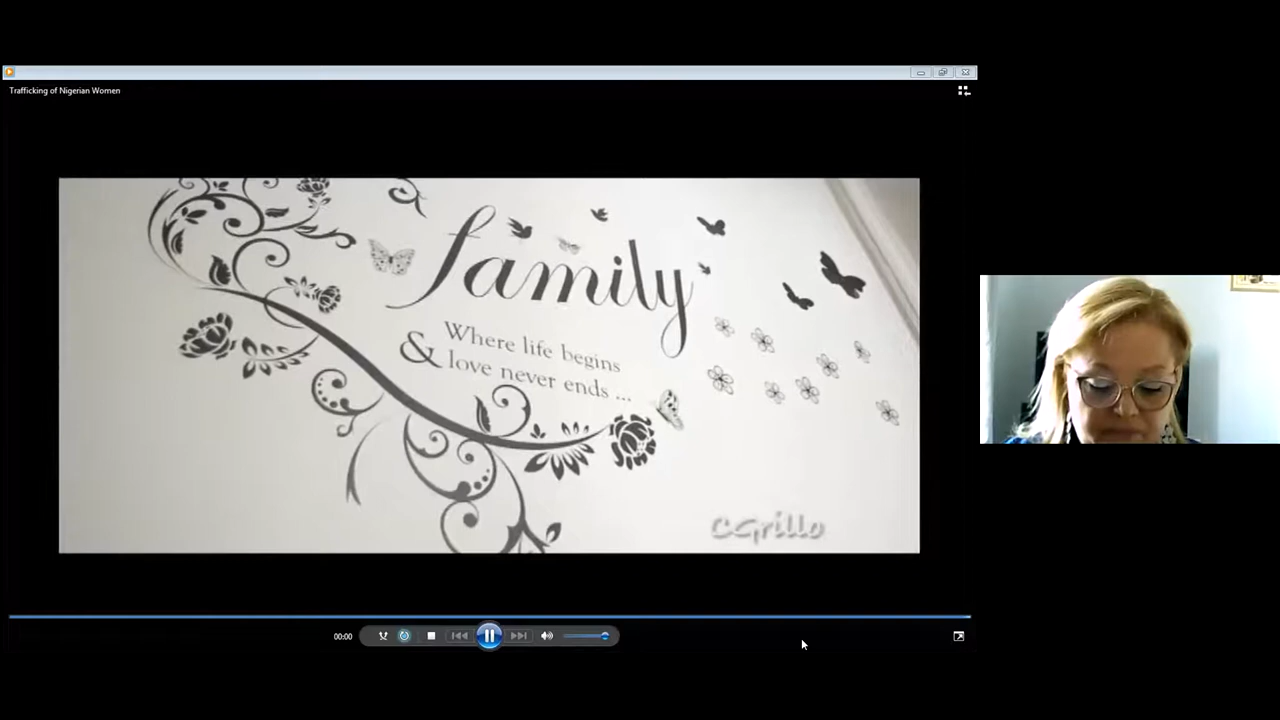 Trafficking of Nigerian Women
family
Where life begins
& love never ends ...
CGrillo
00:00